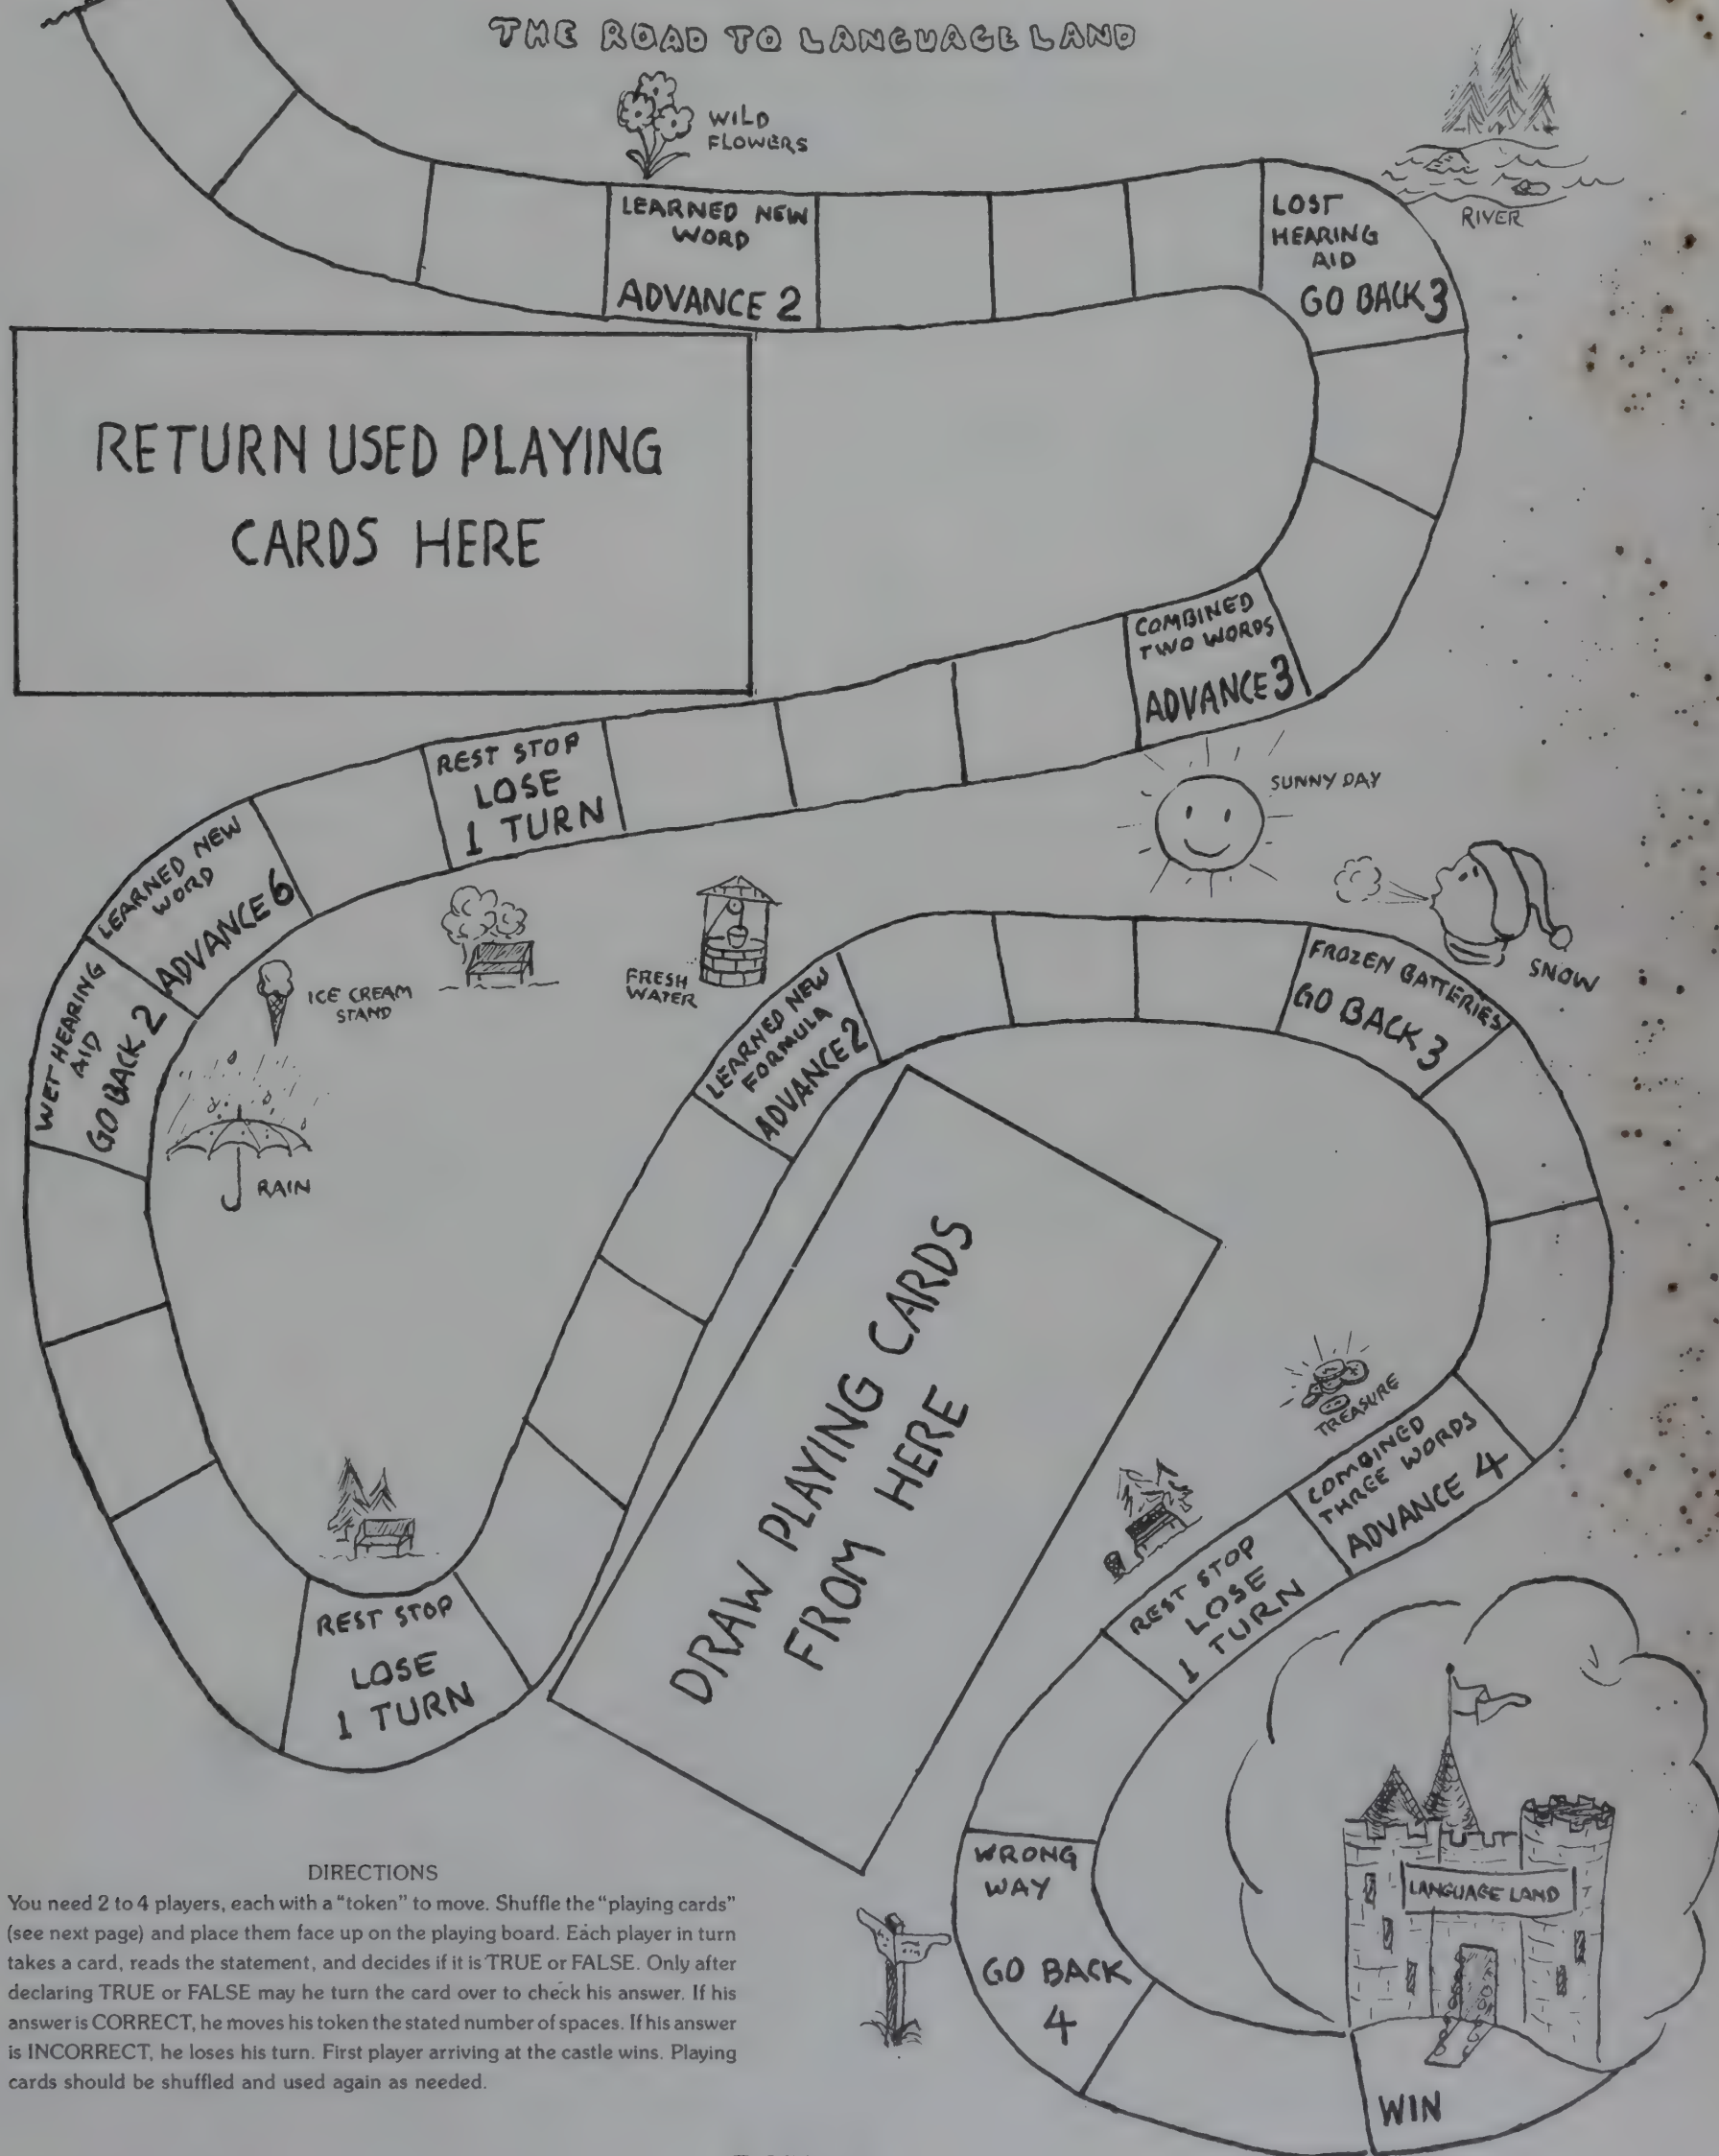 THE ROAD TO LANGUAGE LAND
WILD
FLOWERS
LEARNED NEW
WORD
ADVANCE 2
LOST
HEARING
AID
GO BACK 3
RIVER
RETURN USED PLAYING
CARDS HERE
COMBINED
TWO WORDS
ADVANCE 3
SUNNY DAY
REST STOP
LOSE
1 TURN
LEARNED NEW
WORD
ADVANCE 6
ICE CREAM
STAND
WET HEARING
AID
GO BACK 2
RAIN
FRESH
WATER
LEARNED NEW
FORMULA
ADVANCE 2
FROZEN BATTERIES
GO BACK 3
SNOW
REST STOP
LOSE
1 TURN
DRAW PLAYING CARDS
FROM HERE
TREASURE
COMBINED
THREE WORDS
ADVANCE 4
REST STOP
LOSE
1 TURN
WRONG
WAY
GO BACK
4
LANGUAGE LAND
WIN
DIRECTIONS
You need 2 to 4 players, each with a "token" to move. Shuffle the "playing cards"
(see next page) and place them face up on the playing board. Each player in turn
takes a card, reads the statement, and decides if it is TRUE or FALSE. Only after
declaring TRUE or FALSE may he turn the card over to check his answer. If his
answer is CORRECT, he moves his token the stated number of spaces. If his answer
is INCORRECT, he loses his turn. First player arriving at the castle wins. Playing
cards should be shuffled and used again as needed.